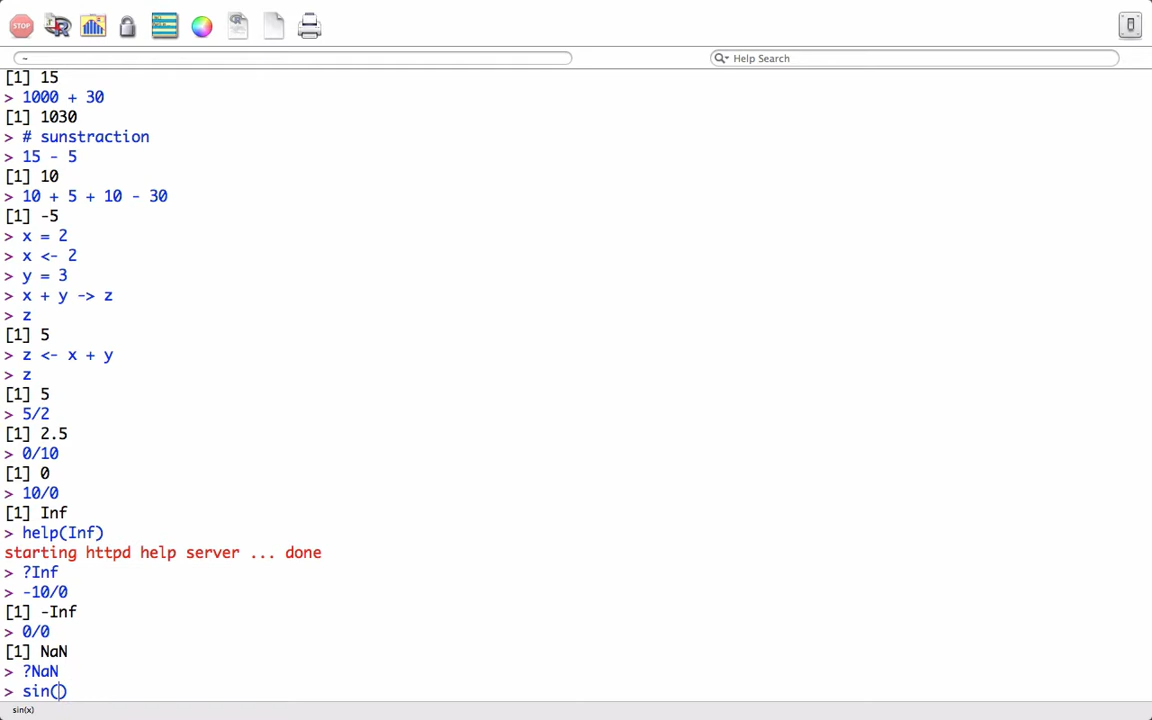 STOP
R
~
Help Search
[1] 15
> 1000 + 30
[1] 1030
> # sunstraction
> 15 - 5
[1] 10
> 10 + 5 + 10 - 30
[1] -5
> x = 2
> x <- 2
> y = 3
> x + y -> z
> z
[1] 5
> z <- x + y
> z
[1] 5
> 5/2
[1] 2.5
> 0/10
[1] 0
> 10/0
[1] Inf
> help(Inf)
starting httpd help server ... done
> ?Inf
> -10/0
[1] -Inf
> 0/0
[1] NaN
> ?NaN
> sin()
sin(x)